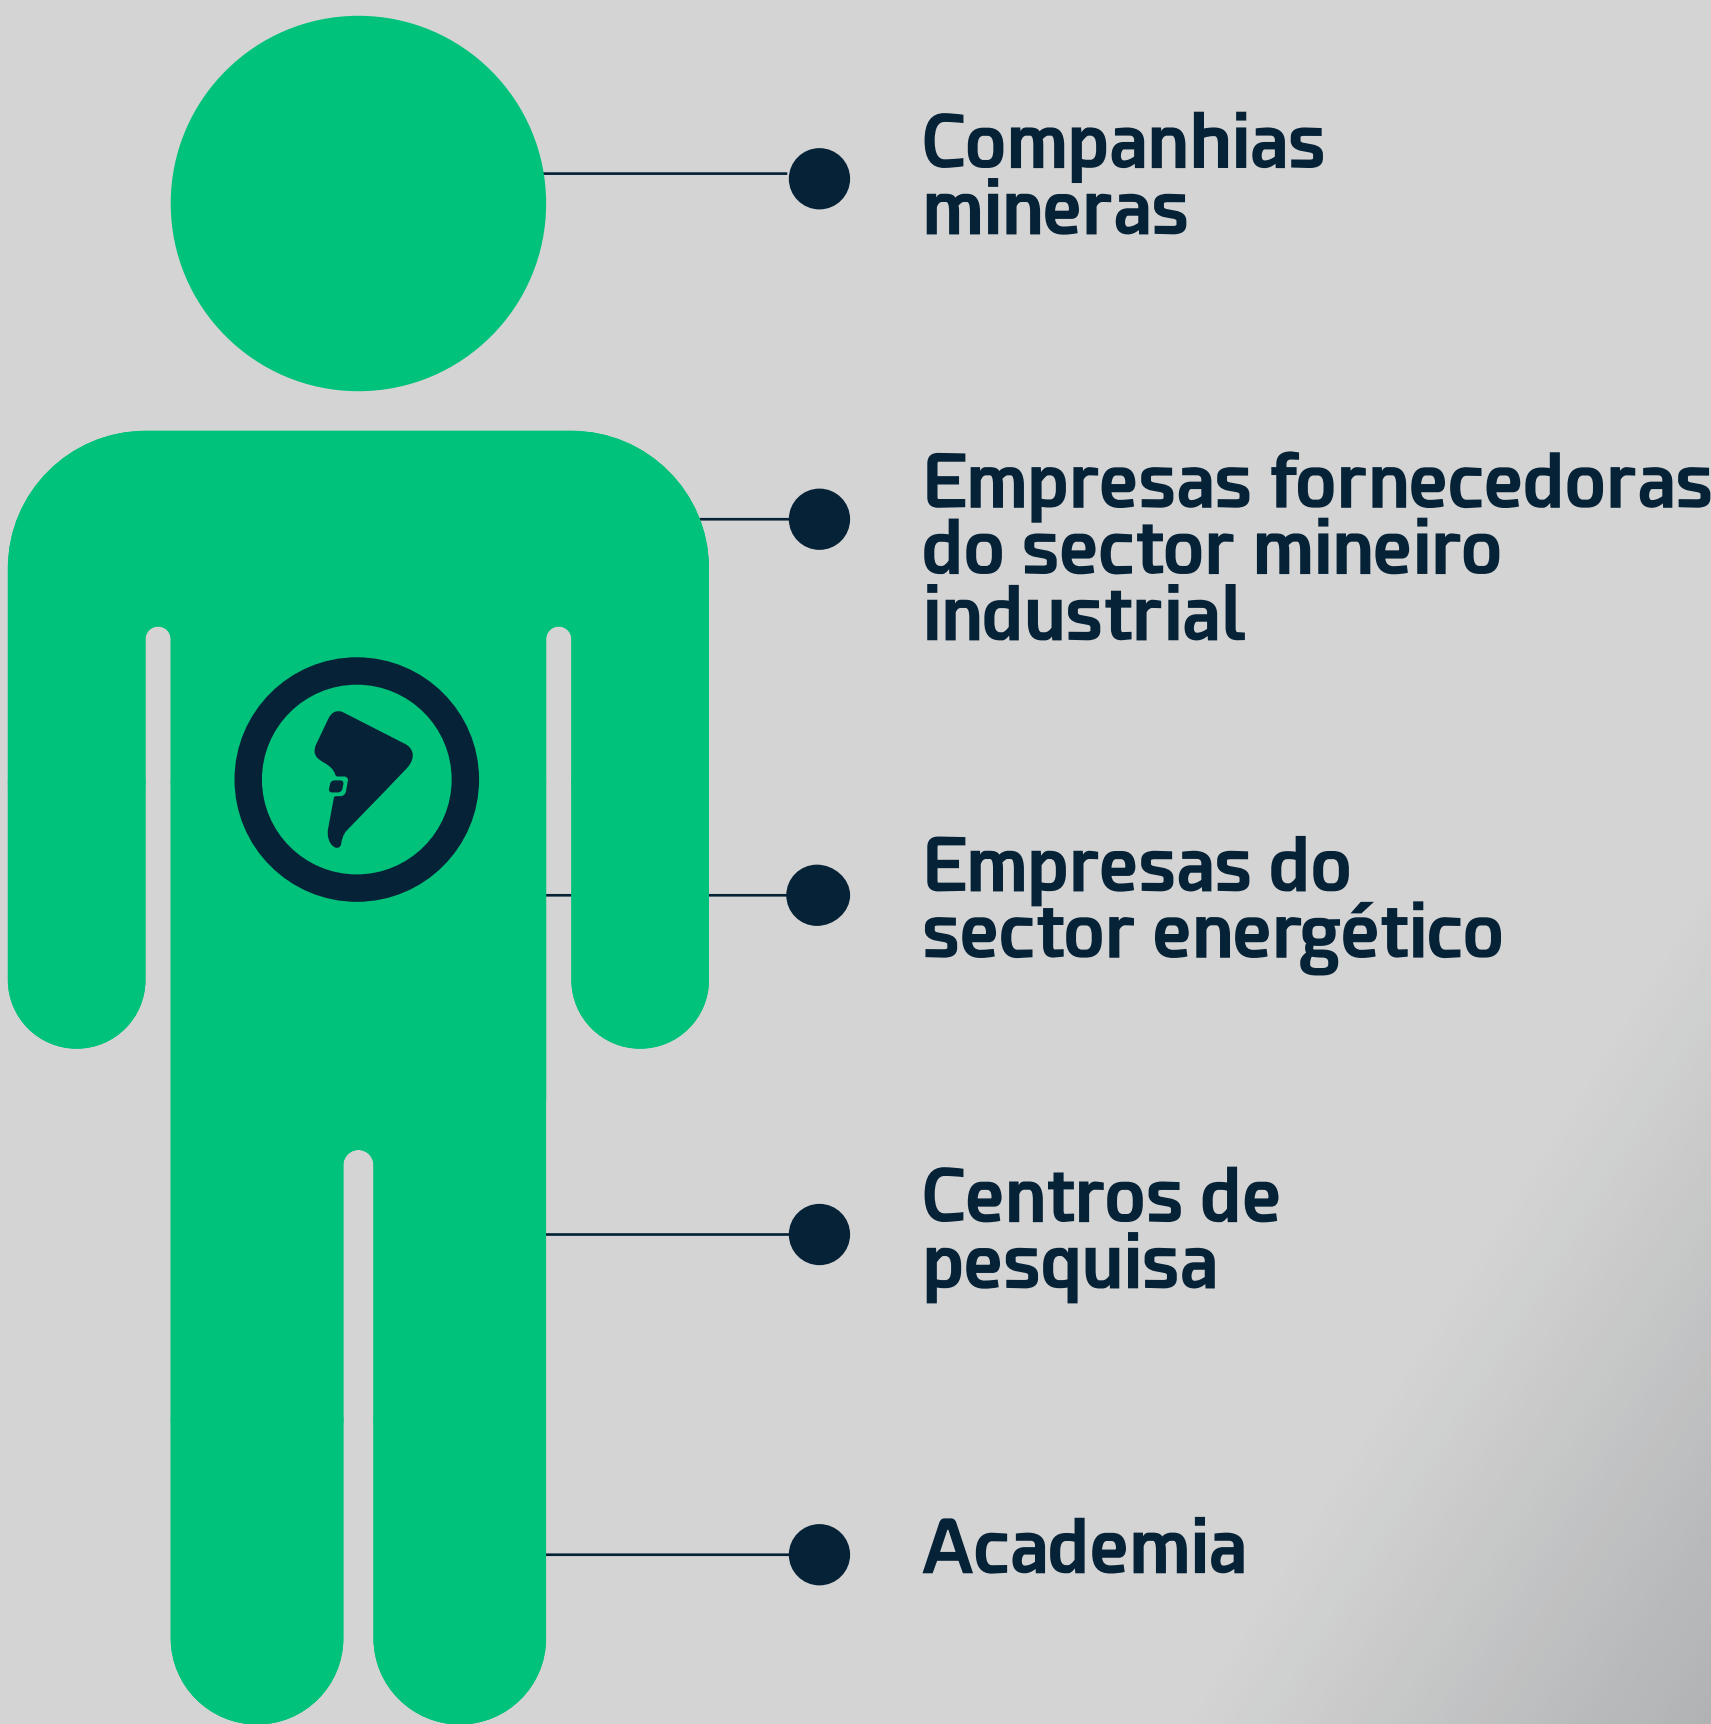 Companhias
mineras
Empresas fornecedoras
do sector mineiro
industrial
Empresas do
sector energético
Centros de
pesquisa
Academia